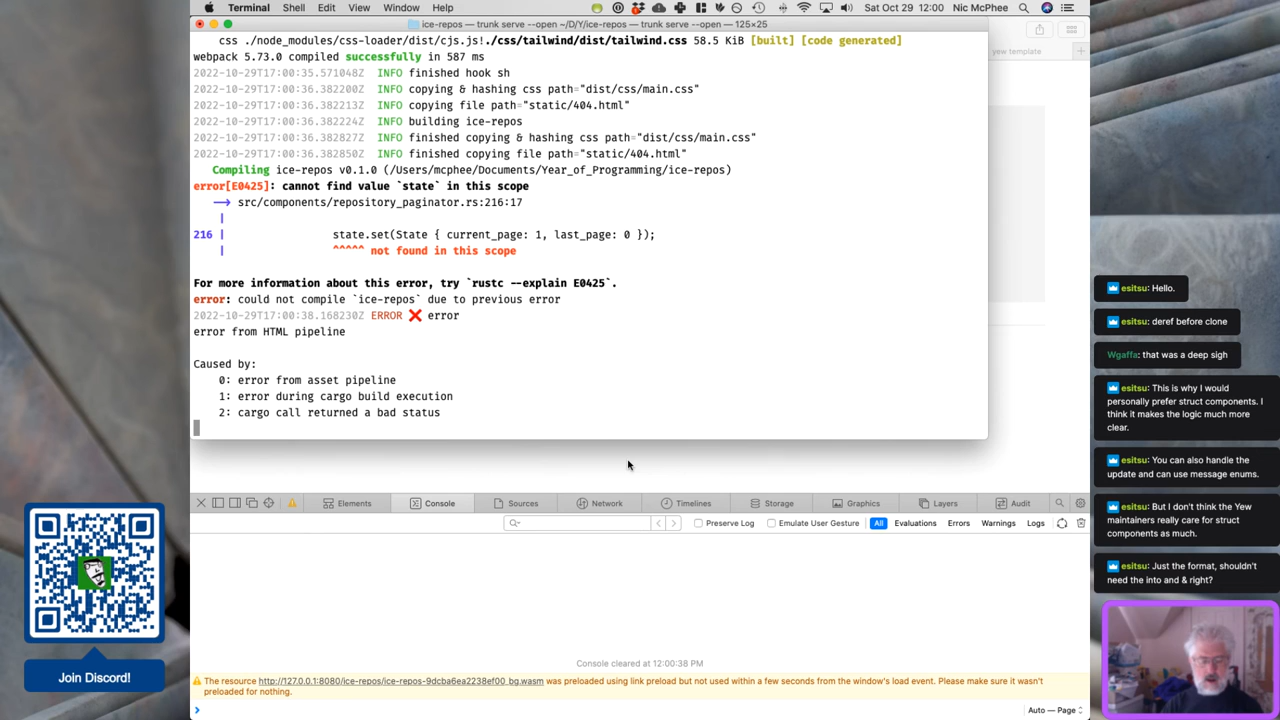 Terminal Shell Edit View Window Help Sat Oct 29 12:00 Nic McPhee
ice-repos — trunk serve --open ~/D/Y/ice-repos — trunk serve --open — 125×25
css ./node_modules/css-loader/dist/cjs.js!./css/tailwind/dist/tailwind.css 58.5 KiB [built] [code generated]
yew template
webpack 5.73.0 compiled successfully in 587 ms
2022-10-29T17:00:35.571048Z INFO finished hook sh
2022-10-29T17:00:36.382200Z INFO copying & hashing css path="dist/css/main.css"
2022-10-29T17:00:36.382213Z INFO copying file path="static/404.html"
2022-10-29T17:00:36.382224Z INFO building ice-repos
2022-10-29T17:00:36.382827Z INFO finished copying & hashing css path="dist/css/main.css"
2022-10-29T17:00:36.382850Z INFO finished copying file path="static/404.html"
Compiling ice-repos v0.1.0 (/Users/mcphee/Documents/Year_of_Programming/ice-repos)
error[E0425]: cannot find value `state` in this scope
--> src/components/repository_paginator.rs:216:17
|
216 | state.set(State { current_page: 1, last_page: 0 });
| ^^^^^ not found in this scope
For more information about this error, try `rustc --explain E0425`.
error: could not compile `ice-repos` due to previous error
2022-10-29T17:00:38.168230Z ERROR ❌ error
error from HTML pipeline
Caused by:
0: error from asset pipeline
1: error during cargo build execution
2: cargo call returned a bad status
Elements Console Sources Network Timelines Storage Graphics Layers Audit
Preserve Log Emulate User Gesture All Evaluations Errors Warnings Logs
Console cleared at 12:00:38 PM
The resource http://127.0.0.1:8080/ice-repos/ice-repos-9dcba6ea2238ef00_bg.wasm was preloaded using link preload but not used within a few seconds from the window's load event. Please make sure it wasn't
preloaded for nothing.
Auto — Page
esitsu: Hello.
esitsu: deref before clone
Wgaffa: that was a deep sigh
esitsu: This is why I would
personally prefer struct components. I
think it makes the logic much more
clear.
esitsu: You can also handle the
update and can use message enums.
esitsu: But I don't think the Yew
maintainers really care for struct
components as much.
esitsu: Just the format, shouldn't
need the into and & right?
Join Discord!